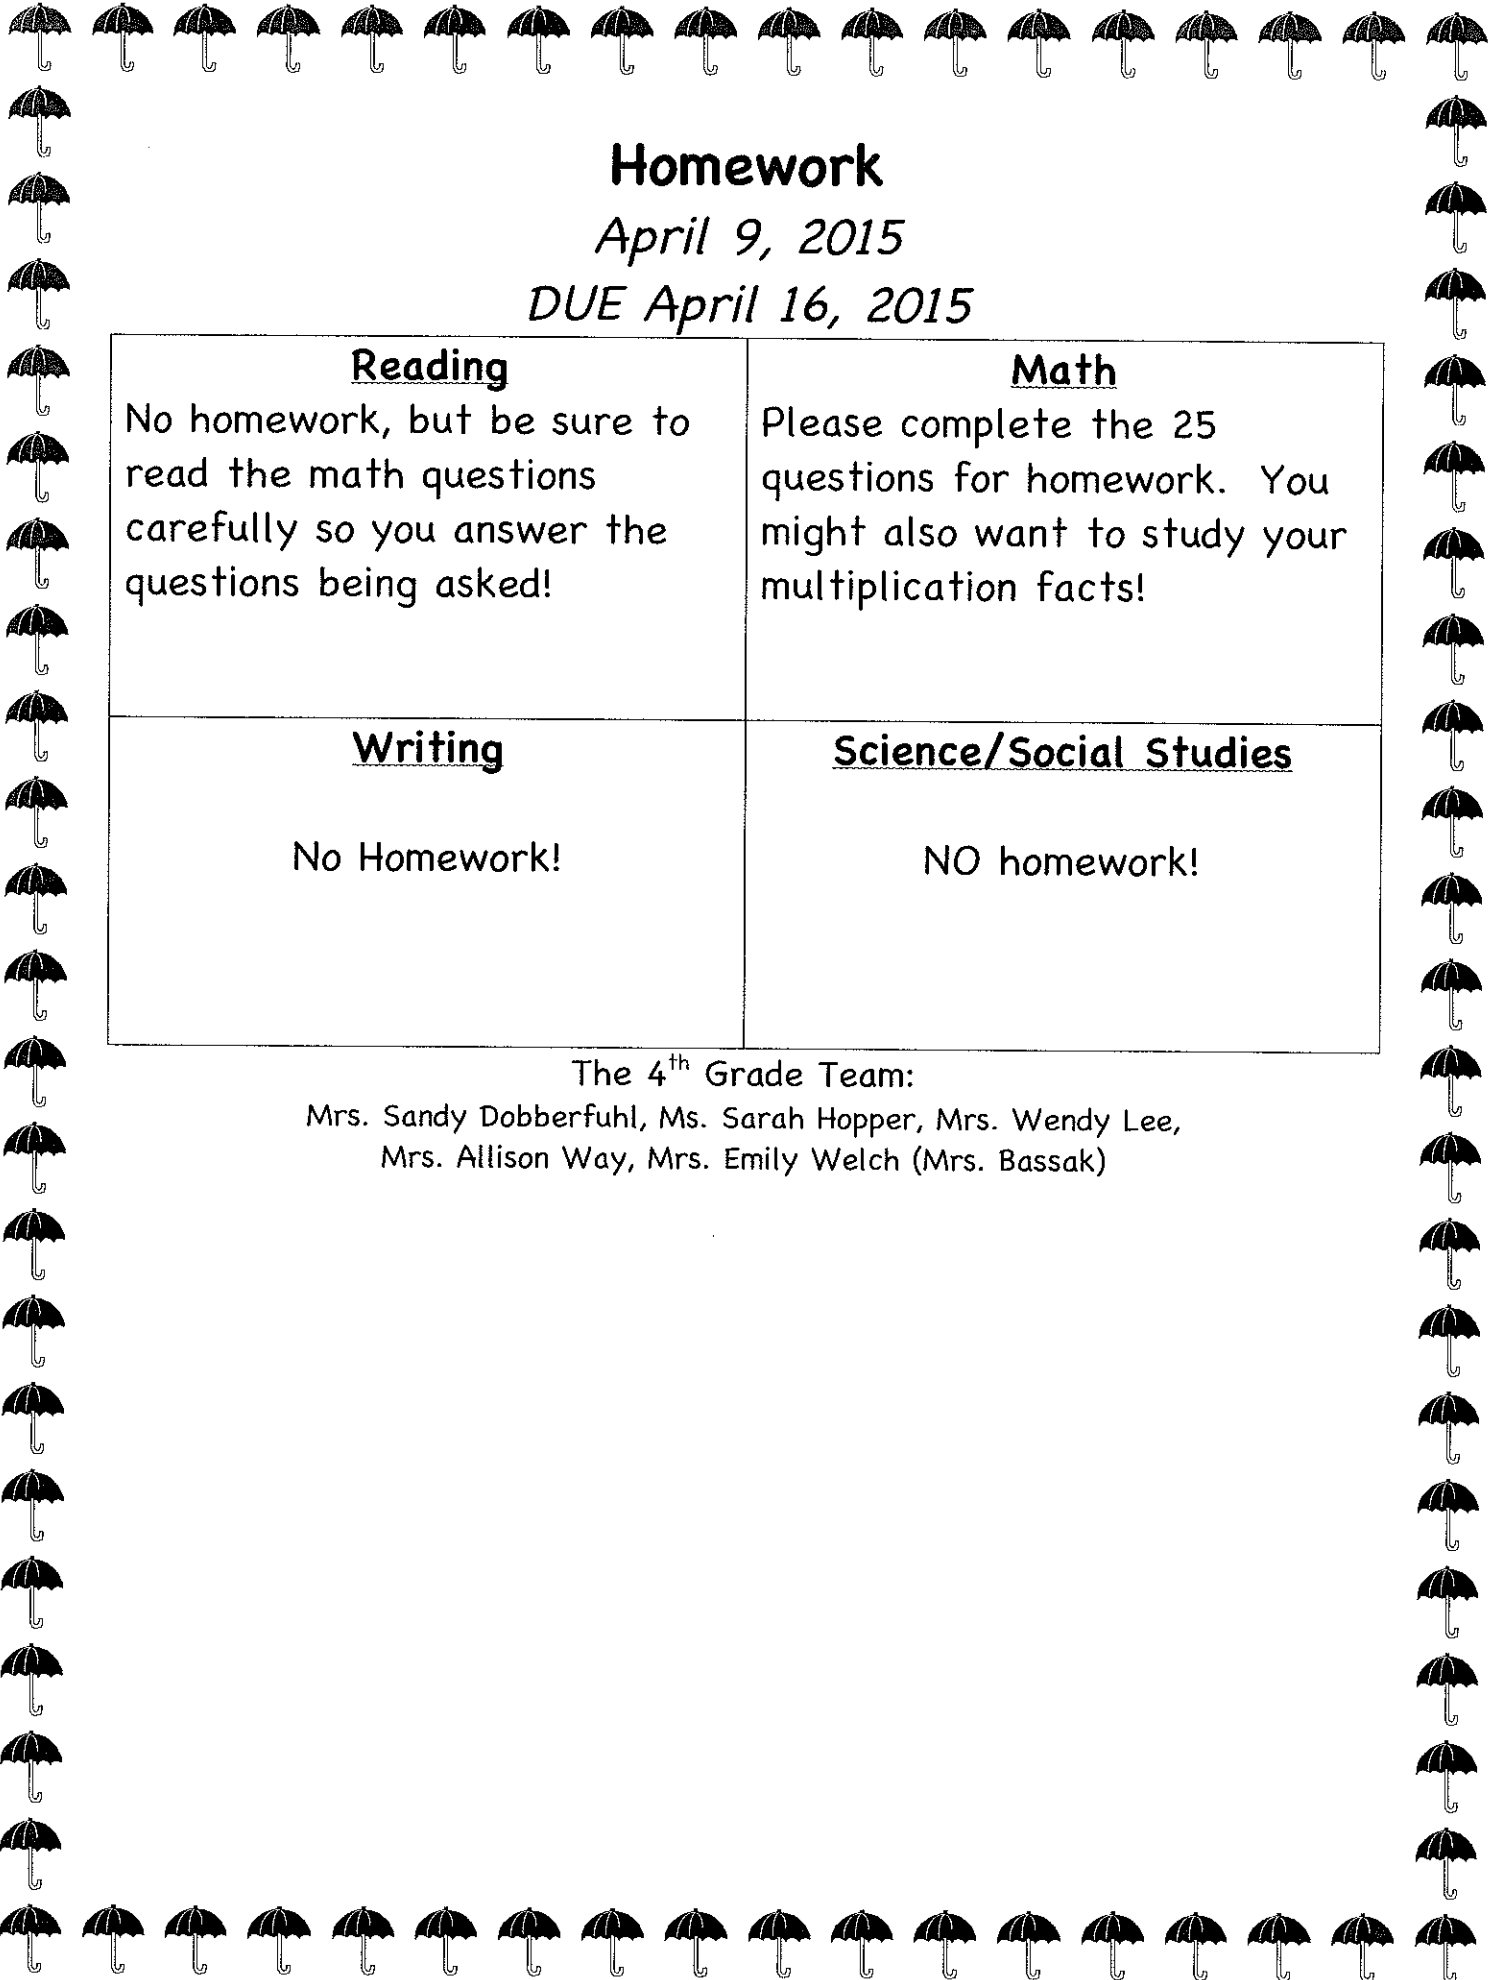 Homework
April 9, 2015
DUE April 16, 2015
Reading
No homework, but be sure to
read the math questions
carefully so you answer the
questions being asked!
Math
Please complete the 25
questions for homework.  You
might also want to study your
multiplication facts!
Writing
No Homework!
Science/Social Studies
NO homework!
The 4th Grade Team:
Mrs. Sandy Dobberfuhl, Ms. Sarah Hopper, Mrs. Wendy Lee,
Mrs. Allison Way, Mrs. Emily Welch (Mrs. Bassak)